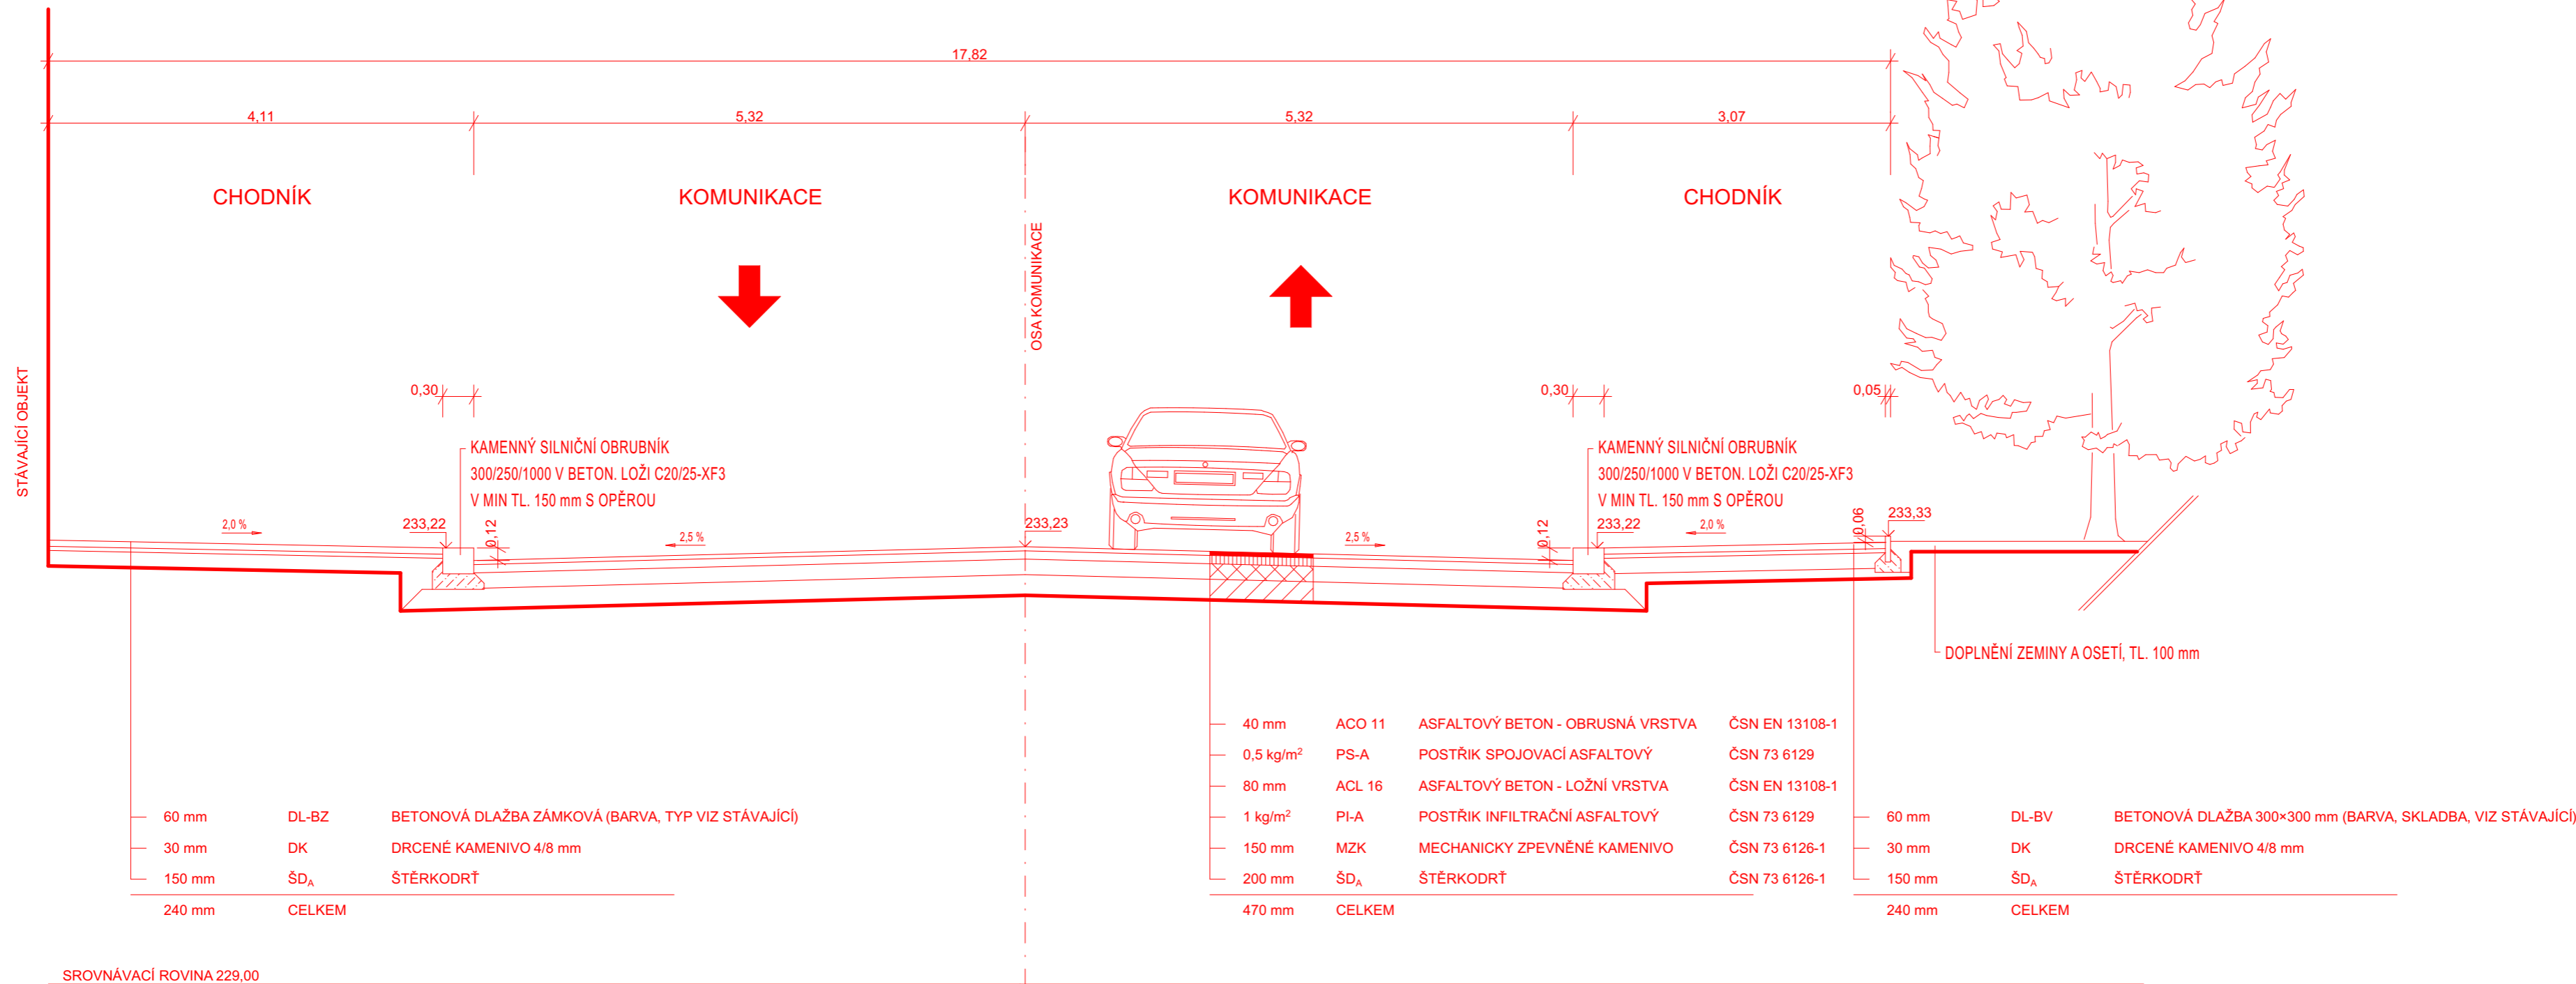 17,82
4,11
5,32
5,32
3,07
CHODNÍK
KOMUNIKACE
KOMUNIKACE
CHODNÍK
OSA KOMUNIKACE
STÁVAJÍCÍ OBJEKT
0,30
0,30
0,05
KAMENNÝ SILNIČNÍ OBRUBNÍK
300/250/1000 V BETON. LOŽI C20/25-XF3
V MIN TL. 150 mm S OPĚROU
KAMENNÝ SILNIČNÍ OBRUBNÍK
300/250/1000 V BETON. LOŽI C20/25-XF3
V MIN TL. 150 mm S OPĚROU
2,0 %
233,22
0,12
2,5 %
233,23
2,5 %
0,12
233,22
2,0 %
0,06
233,33
DOPLNĚNÍ ZEMINY A OSETÍ, TL. 100 mm
40 mm ACO 11 ASFALTOVÝ BETON - OBRUSNÁ VRSTVA ČSN EN 13108-1
0,5 kg/m² PS-A POSTŘIK SPOJOVACÍ ASFALTOVÝ ČSN 73 6129
80 mm ACL 16 ASFALTOVÝ BETON - LOŽNÍ VRSTVA ČSN EN 13108-1
1 kg/m² PI-A POSTŘIK INFILTRAČNÍ ASFALTOVÝ ČSN 73 6129
150 mm MZK MECHANICKY ZPEVNĚNÉ KAMENIVO ČSN 73 6126-1
200 mm ŠDA ŠTĚRKODRŤ ČSN 73 6126-1
470 mm CELKEM
60 mm DL-BZ BETONOVÁ DLAŽBA ZÁMKOVÁ (BARVA, TYP VIZ STÁVAJÍCÍ)
30 mm DK DRCENÉ KAMENIVO 4/8 mm
150 mm ŠDA ŠTĚRKODRŤ
240 mm CELKEM
60 mm DL-BV BETONOVÁ DLAŽBA 300×300 mm (BARVA, SKLADBA, VIZ STÁVAJÍCÍ)
30 mm DK DRCENÉ KAMENIVO 4/8 mm
150 mm ŠDA ŠTĚRKODRŤ
240 mm CELKEM
SROVNÁVACÍ ROVINA 229,00